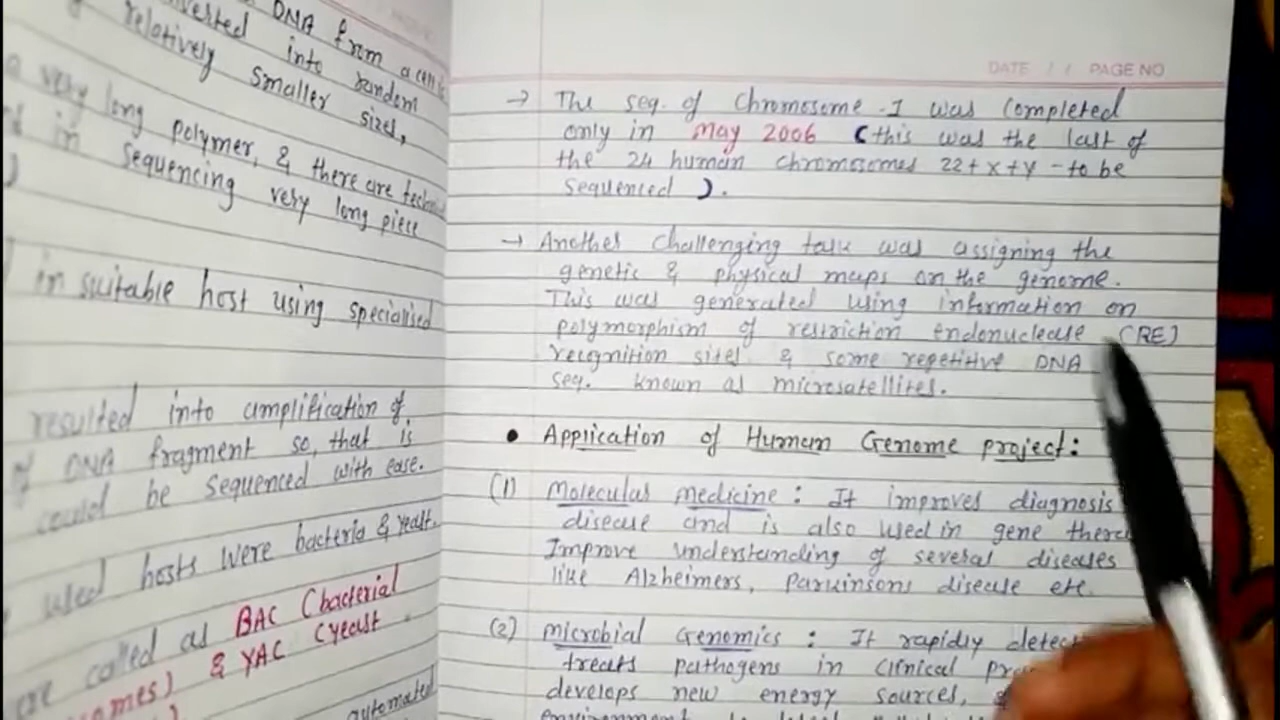 DNA from a cell is
verted into random
relatively smaller sizes,
a very long polymer, & there are
in sequencing very long piece
)
in suitable host using specialised
resulted into amplification of
of DNA fragment so, that is
could be sequenced with ease.
used hosts were bacteria & yeast.
are called as BAC (bacterial
omes) & YAC (yeast
automated
DATE / / PAGE NO
→ The seq. of Chromosome -I was completed
only in May 2006 (this was the last of
the 24 human chromosomes 22+x+y - to be
sequenced ).
→ Another challenging task was assigning the
genetic & physical maps on the genome.
This was generated using information on
polymorphism of restriction endonuclease (RE)
recognition sites & some repetitive DNA
seq. known as microsatellites.
• Application of Human Genome project:
(1) Molecular medicine : It improves diagnosis
disease and is also used in gene thera
Improve understanding of several diseases
like Alzheimers, Parkinsons disease etc.
(2) Microbial Genomics : It rapidly detec
treats pathogens in clinical pr
develops new energy sources, &